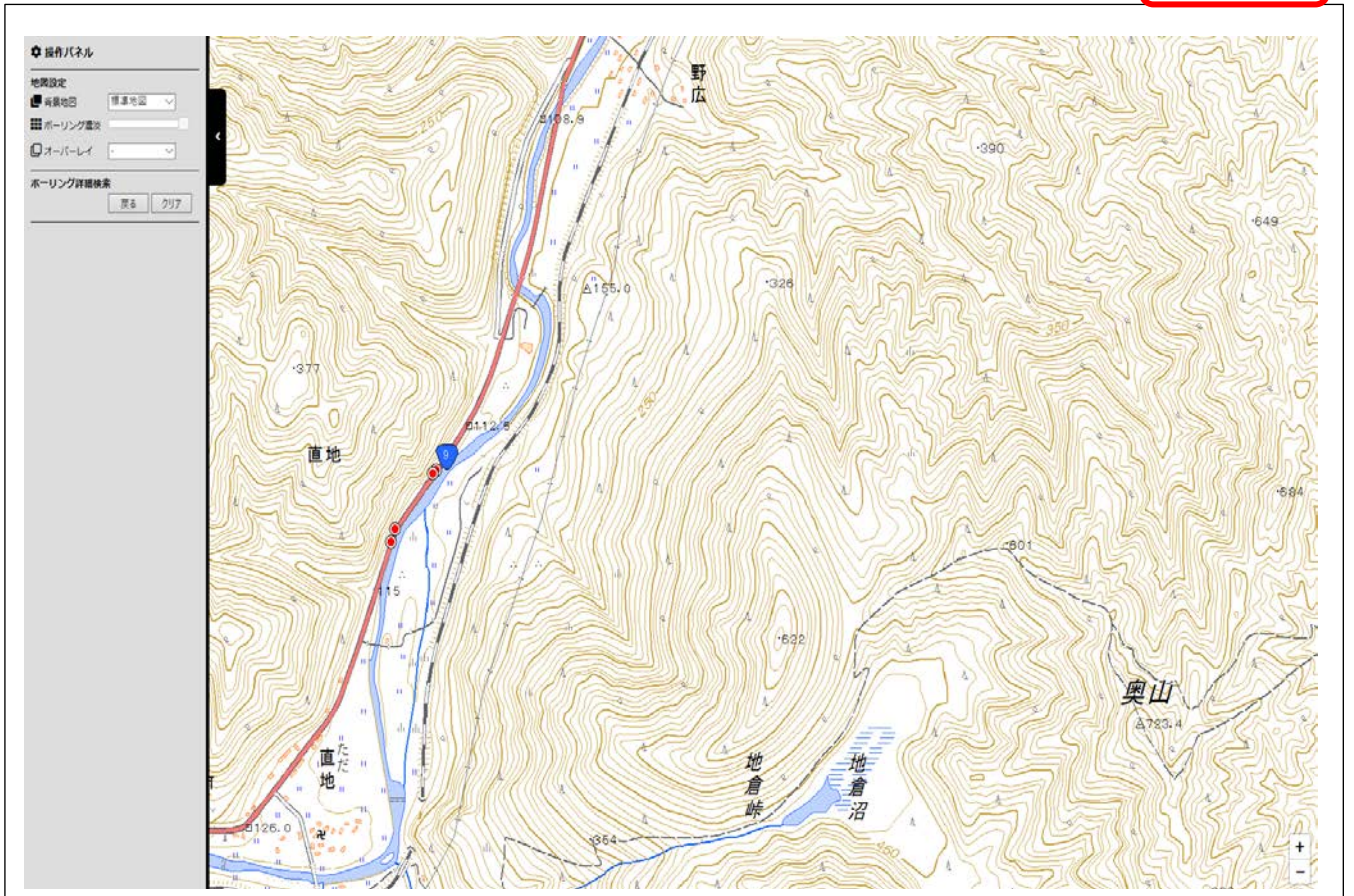 操作パネル
地図設定
背景地図
標準地図
ボーリング濃淡
オーバーレイ
-
ボーリング詳細検索
戻る
クリア
野広
108.9
250
・390
・649
155.0
・326
350
・377
250
112.5
直地
9
・684
・601
115
・622
奥山
723.4
直地
ただ
地倉峠
地倉沼
126.0
・354
+
−